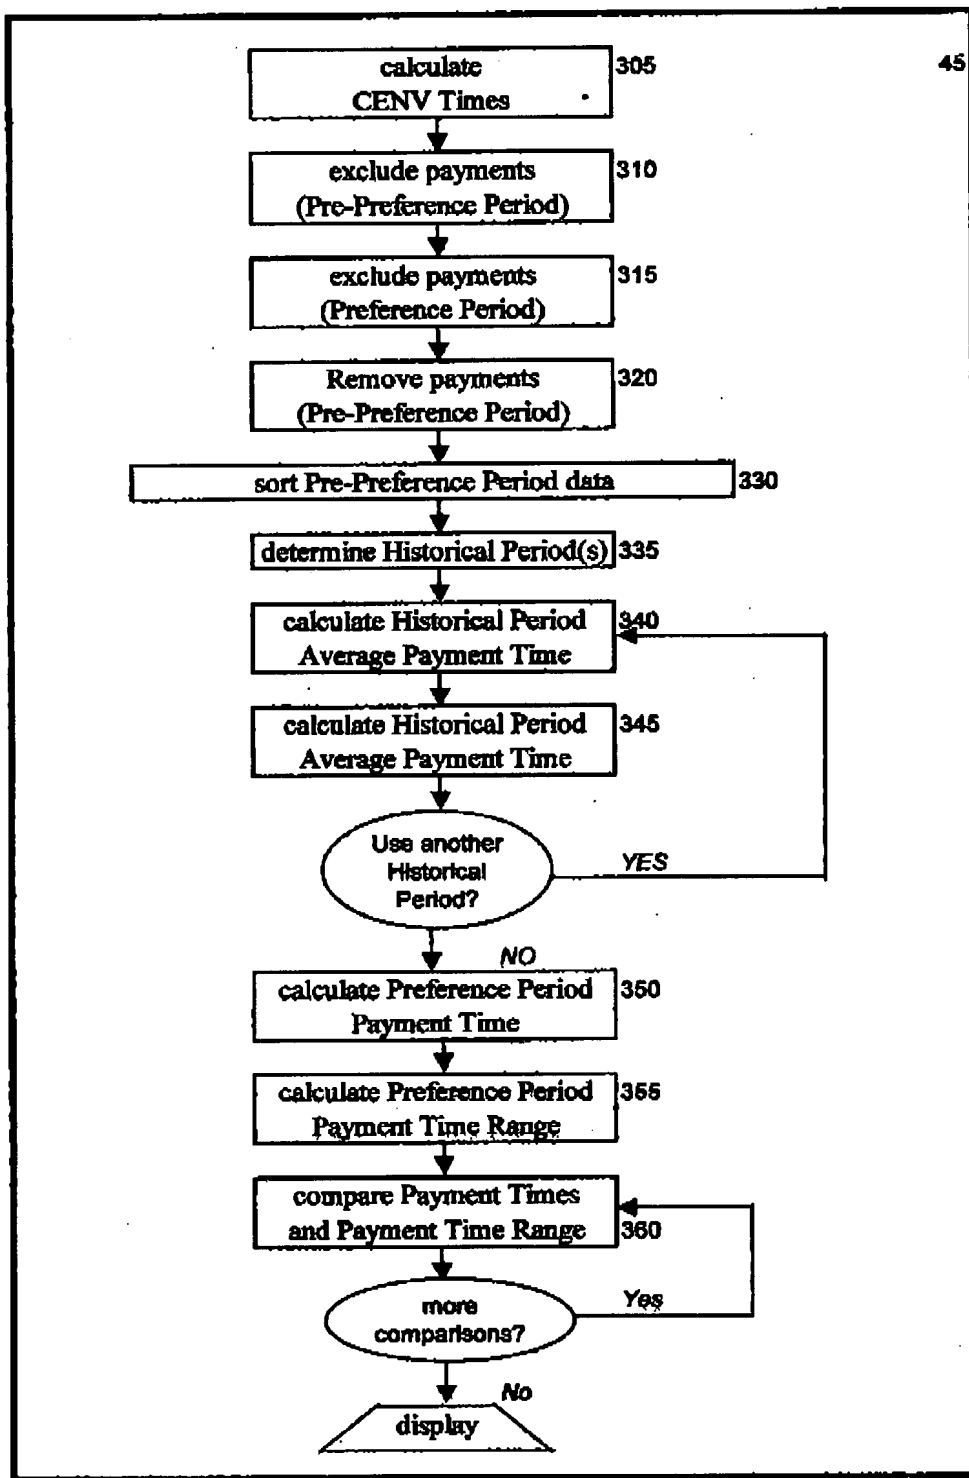 calculate 305 45
CENV Times
exclude payments 310
(Pre-Preference Period)
exclude payments 315
(Preference Period)
Remove payments 320
(Pre-Preference Period)
sort Pre-Preference Period data 330
determine Historical Period(s) 335
calculate Historical Period 340
Average Payment Time
calculate Historical Period 345
Average Payment Time
Use another
Historical
Period?
YES
NO
calculate Preference Period 350
Payment Time
calculate Preference Period 355
Payment Time Range
compare Payment Times
and Payment Time Range 360
more
comparisons?
Yes
No
display